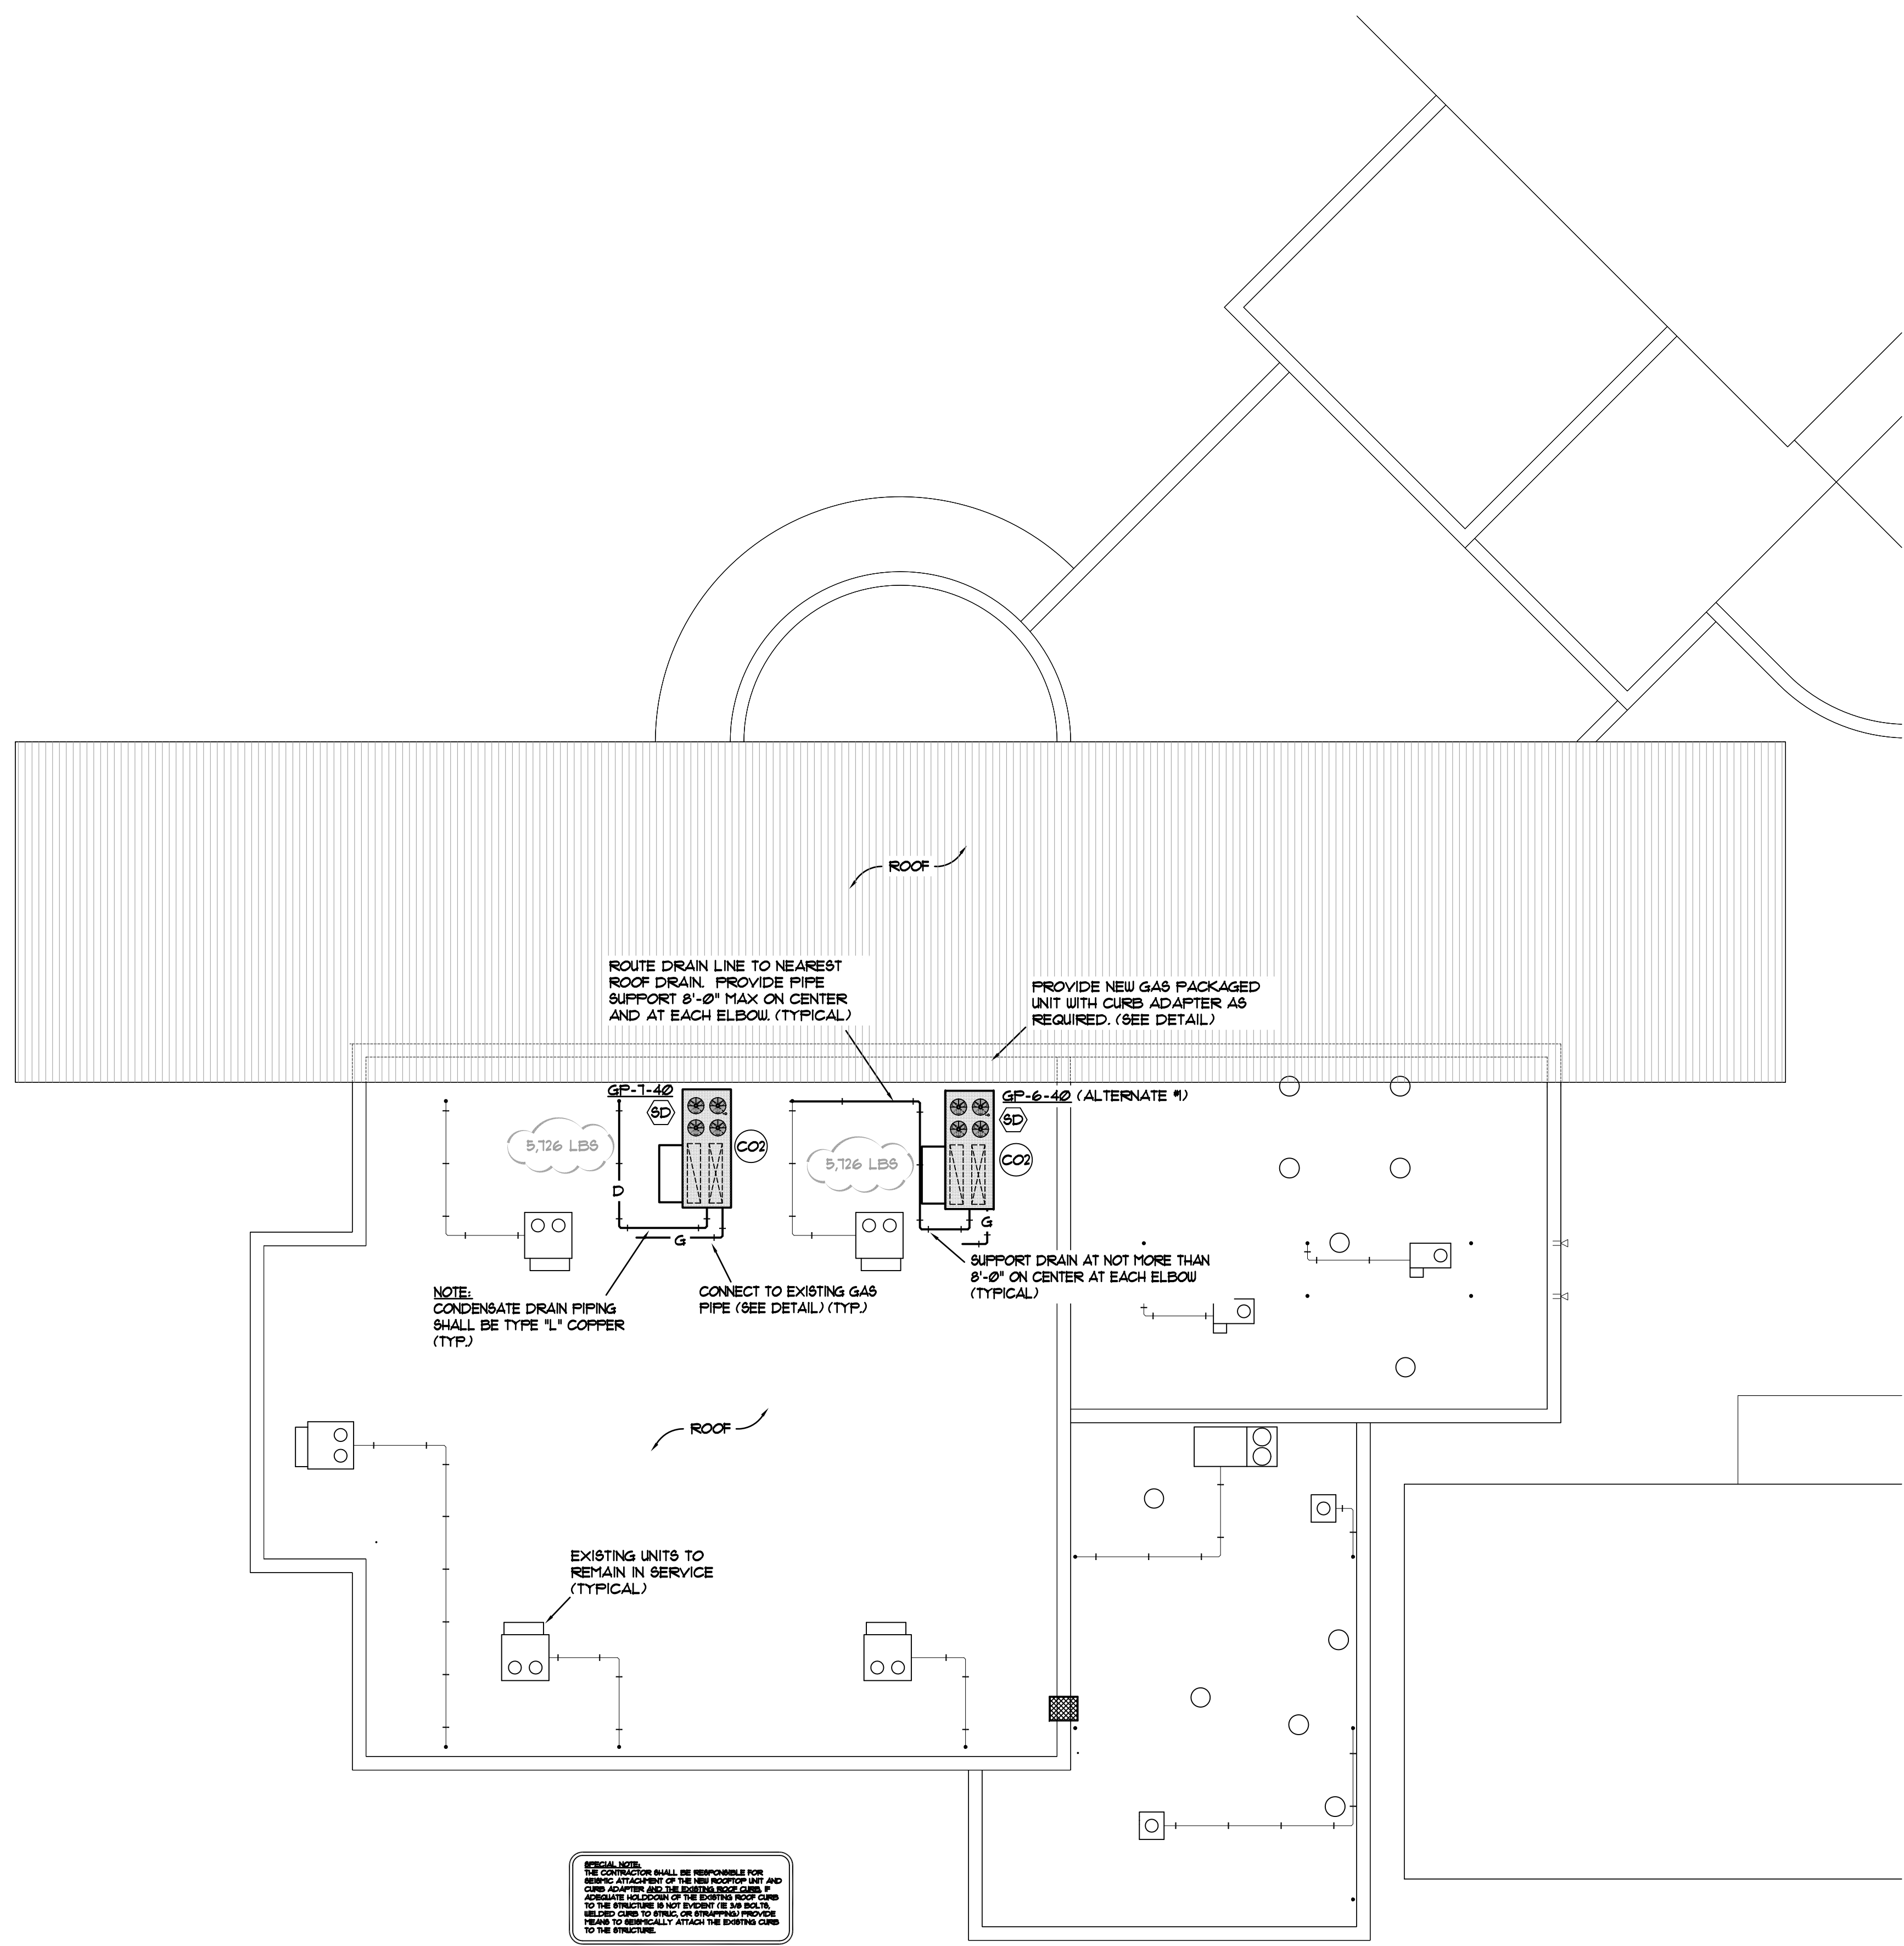 ROOF
ROUTE DRAIN LINE TO NEAREST
ROOF DRAIN. PROVIDE PIPE
SUPPORT 8'-0" MAX ON CENTER
AND AT EACH ELBOW. (TYPICAL)
PROVIDE NEW GAS PACKAGED
UNIT WITH CURB ADAPTER AS
REQUIRED. (SEE DETAIL)
GP-7-40
SD
CO2
5,726 LBS
D
G
GP-6-40 (ALTERNATE #1)
SD
CO2
5,726 LBS
G
SUPPORT DRAIN AT NOT MORE THAN
8'-0" ON CENTER AT EACH ELBOW
(TYPICAL)
NOTE:
CONDENSATE DRAIN PIPING
SHALL BE TYPE "L" COPPER
(TYP.)
CONNECT TO EXISTING GAS
PIPE (SEE DETAIL) (TYP.)
ROOF
EXISTING UNITS TO
REMAIN IN SERVICE
(TYPICAL)
SPECIAL NOTE:
THE CONTRACTOR SHALL BE RESPONSIBLE FOR
SEISMIC ATTACHMENT OF THE NEW ROOFTOP UNIT AND
CURB ADAPTER AND THE EXISTING ROOF CURB. IF
ADEQUATE HOLDDOWN OF THE EXISTING ROOF CURB
TO THE STRUCTURE IS NOT EVIDENT (IE 3/8 BOLTS,
WELDED CURB TO STRUC, OR STRAPPING) PROVIDE
MEANS TO SEISMICALLY ATTACH THE EXISTING CURB
TO THE STRUCTURE.